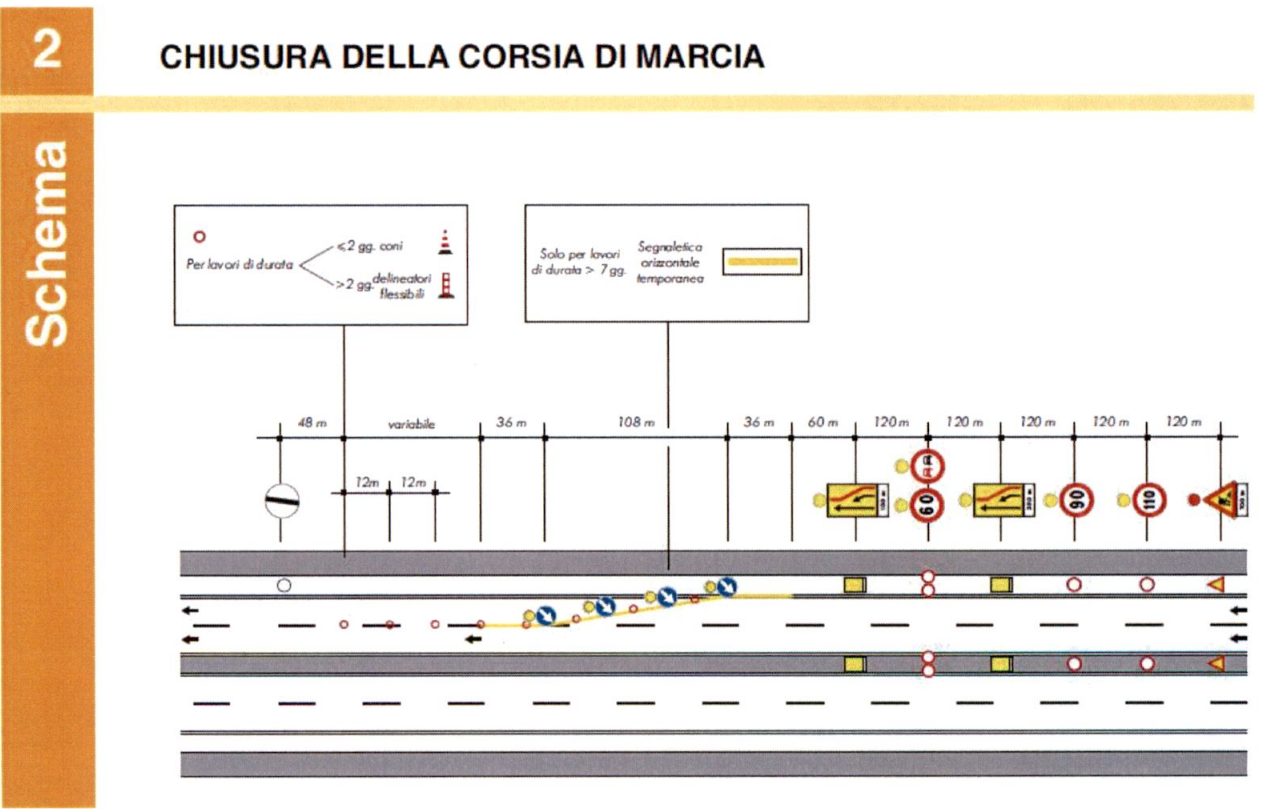 2
CHIUSURA DELLA CORSIA DI MARCIA
Schema
Per lavori di durata
≤2 gg. coni
>2 gg. delineatori
flessibili
Solo per lavori
di durata > 7 gg.
Segnaletica
orizzontale
temporanea
48 m variabile 36 m 108 m 36 m 60 m 120 m 120 m 120 m 120 m 120 m
12m 12m
60 90 110